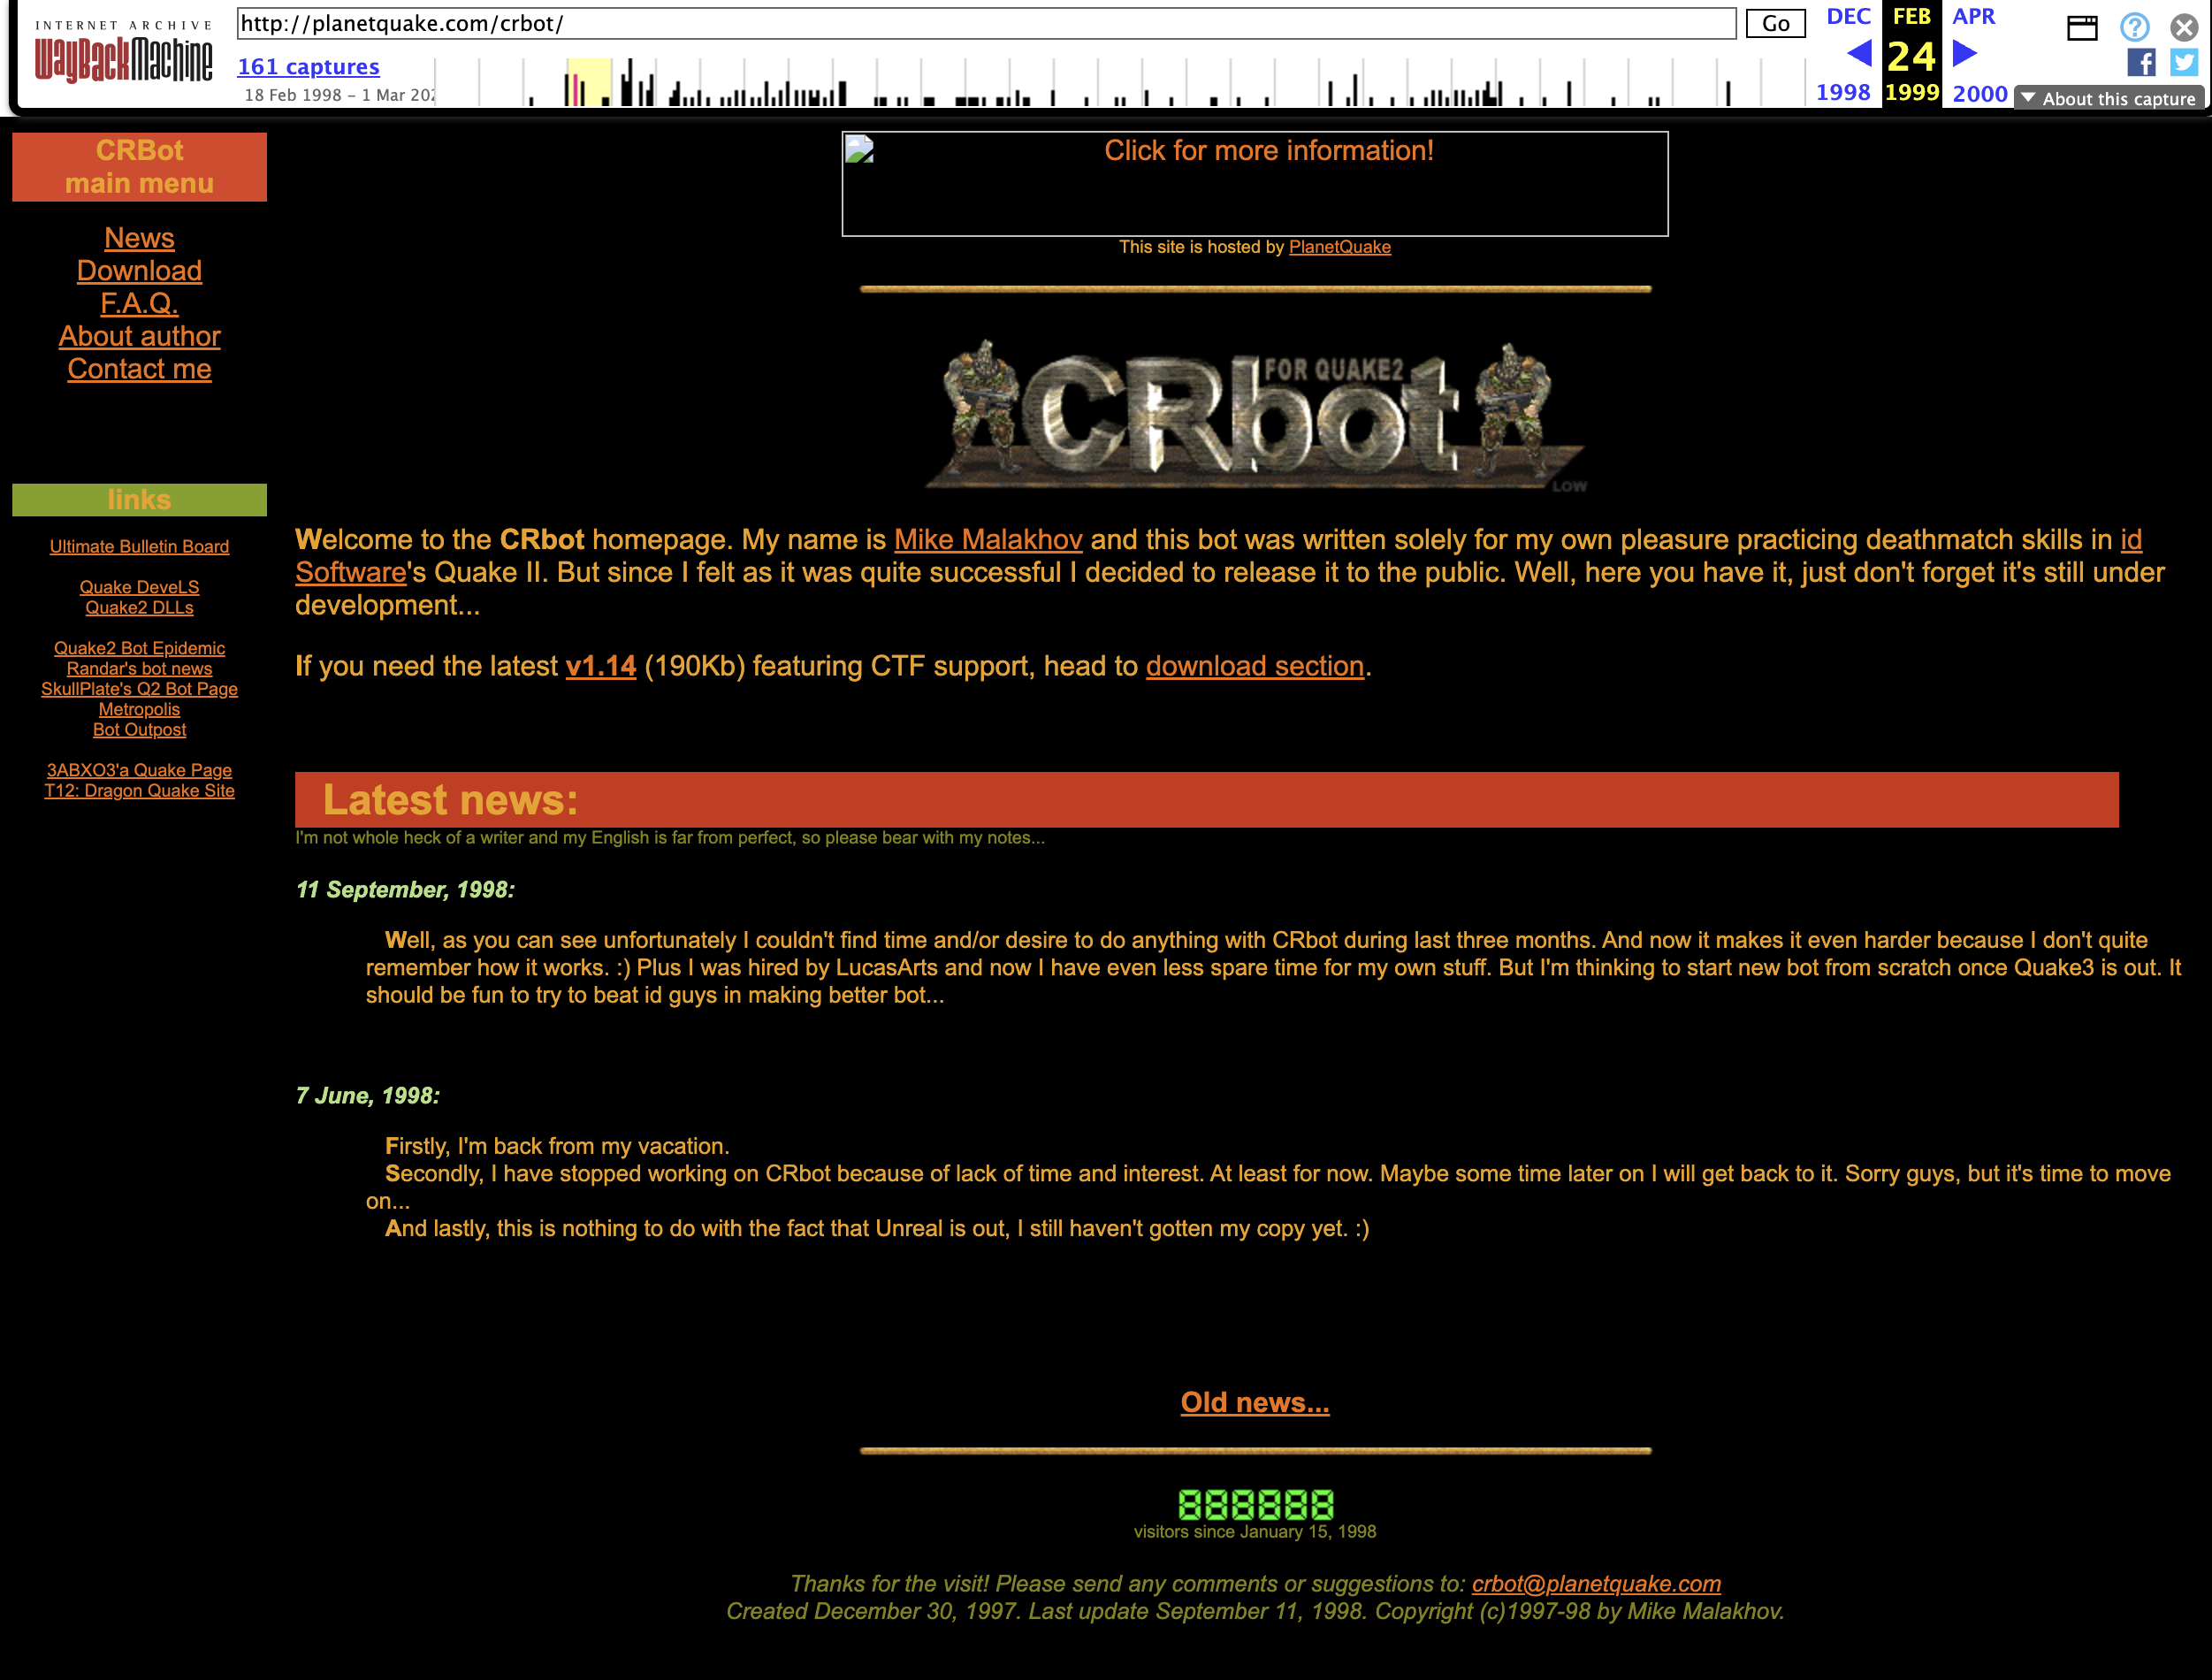 INTERNET ARCHIVE
WayBackMachine
http://planetquake.com/crbot/
Go
161 captures
18 Feb 1998 – 1 Mar 202
DEC
FEB
APR
24
1998
1999
2000
About this capture
CRBot
main menu
News
Download
F.A.Q.
About author
Contact me
links
Ultimate Bulletin Board
Quake DeveLS
Quake2 DLLs
Quake2 Bot Epidemic
Randar's bot news
SkullPlate's Q2 Bot Page
Metropolis
Bot Outpost
3ABXO3'a Quake Page
T12: Dragon Quake Site
Click for more information!
This site is hosted by PlanetQuake
FOR QUAKE2
CRbot
LOW
Welcome to the CRbot homepage. My name is Mike Malakhov and this bot was written solely for my own pleasure practicing deathmatch skills in id
Software's Quake II. But since I felt as it was quite successful I decided to release it to the public. Well, here you have it, just don't forget it's still under
development...
If you need the latest v1.14 (190Kb) featuring CTF support, head to download section.
Latest news:
I'm not whole heck of a writer and my English is far from perfect, so please bear with my notes...
11 September, 1998:
Well, as you can see unfortunately I couldn't find time and/or desire to do anything with CRbot during last three months. And now it makes it even harder because I don't quite
remember how it works. :) Plus I was hired by LucasArts and now I have even less spare time for my own stuff. But I'm thinking to start new bot from scratch once Quake3 is out. It
should be fun to try to beat id guys in making better bot...
7 June, 1998:
Firstly, I'm back from my vacation.
Secondly, I have stopped working on CRbot because of lack of time and interest. At least for now. Maybe some time later on I will get back to it. Sorry guys, but it's time to move
on...
And lastly, this is nothing to do with the fact that Unreal is out, I still haven't gotten my copy yet. :)
Old news...
888888
visitors since January 15, 1998
Thanks for the visit! Please send any comments or suggestions to: crbot@planetquake.com
Created December 30, 1997. Last update September 11, 1998. Copyright (c)1997-98 by Mike Malakhov.